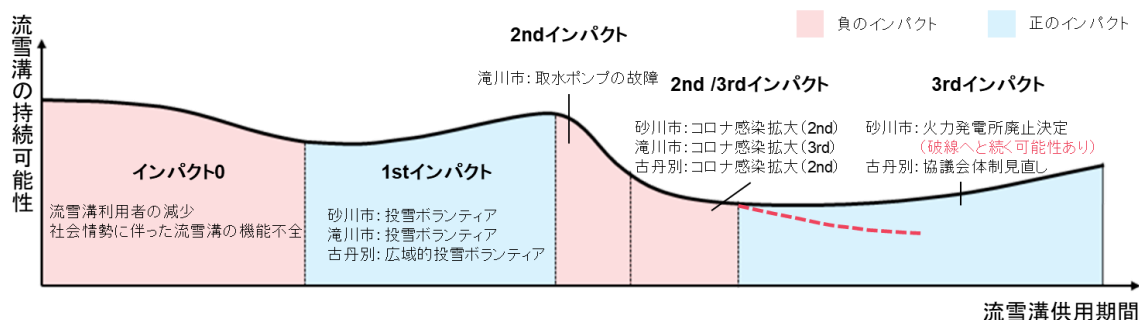 流雪溝の持続可能性
負のインパクト
正のインパクト
2ndインパクト
滝川市：取水ポンプの故障
2nd /3rdインパクト
砂川市：コロナ感染拡大（2nd）
滝川市：コロナ感染拡大（3rd）
古丹別：コロナ感染拡大（2nd）
3rdインパクト
砂川市：火力発電所廃止決定
（破線へと続く可能性あり）
古丹別：協議会体制見直し
インパクト0
流雪溝利用者の減少
社会情勢に伴った流雪溝の機能不全
1stインパクト
砂川市：投雪ボランティア
滝川市：投雪ボランティア
古丹別：広域的投雪ボランティア
流雪溝供用期間